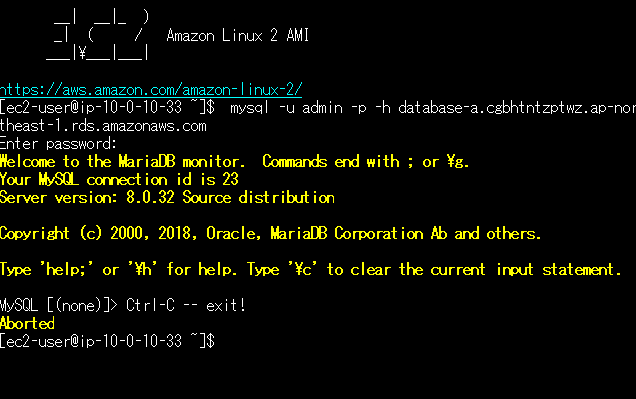 __|  __|_  )
_|  (     /   Amazon Linux 2 AMI
___|¥___|___|
https://aws.amazon.com/amazon-linux-2/
[ec2-user@ip-10-0-10-33 ~]$  mysql -u admin -p -h database-a.cgbhtntzptwz.ap-nor
theast-1.rds.amazonaws.com
Enter password:
Welcome to the MariaDB monitor.  Commands end with ; or ¥g.
Your MySQL connection id is 23
Server version: 8.0.32 Source distribution
Copyright (c) 2000, 2018, Oracle, MariaDB Corporation Ab and others.
Type 'help;' or '¥h' for help. Type '¥c' to clear the current input statement.
MySQL [(none)]> Ctrl-C -- exit!
Aborted
[ec2-user@ip-10-0-10-33 ~]$